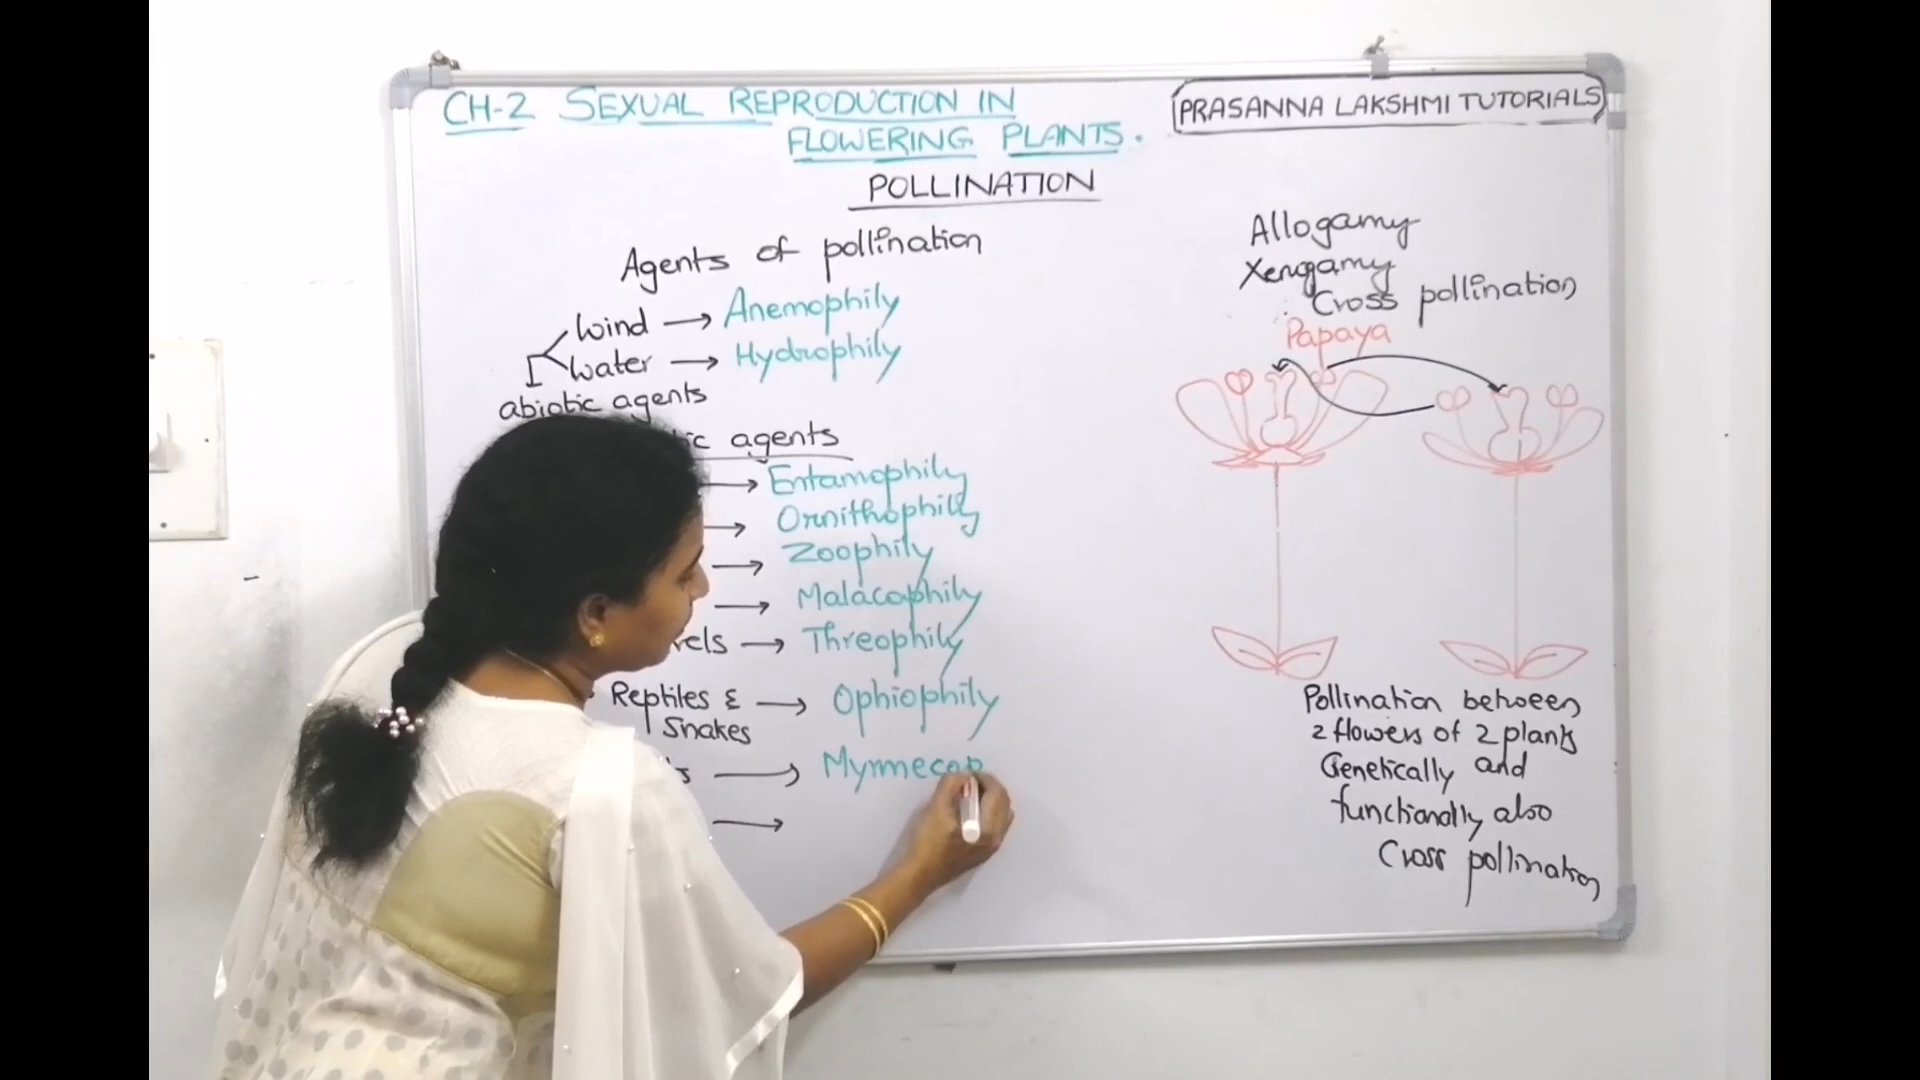 CH-2 SEXUAL REPRODUCTION IN
FLOWERING PLANTS.
PRASANNA LAKSHMI TUTORIALS
POLLINATION
Agents of pollination
Wind → Anemophily
Water → Hydrophily
abiotic agents
agents
→ Entamophily
→ Ornithophilly
→ Zoophily
→ Malacophily
→ Threophily
Reptiles & → Ophiophily
Snakes
→ Myrmecop
→
Allogamy
Xenogamy
Cross pollination
Papaya
Pollination between
2 flowers of 2 plants
Genetically and
functionally also
Cross pollination